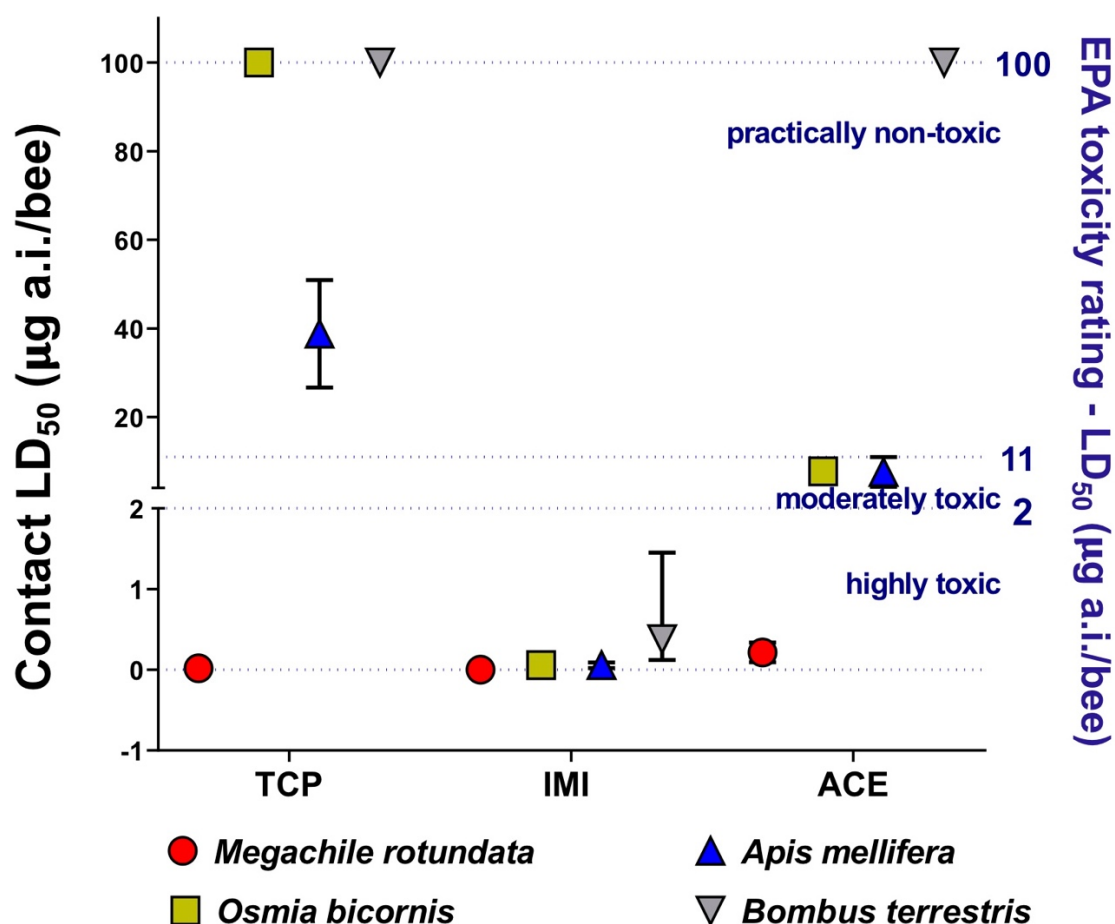 Contact LD50 (µg a.i./bee)
100
80
60
40
20
2
1
0
-1
100
practically non-toxic
11
moderately toxic
2
highly toxic
EPA toxicity rating - LD50 (µg a.i./bee)
TCP IMI ACE
Megachile rotundata Apis mellifera
Osmia bicornis Bombus terrestris